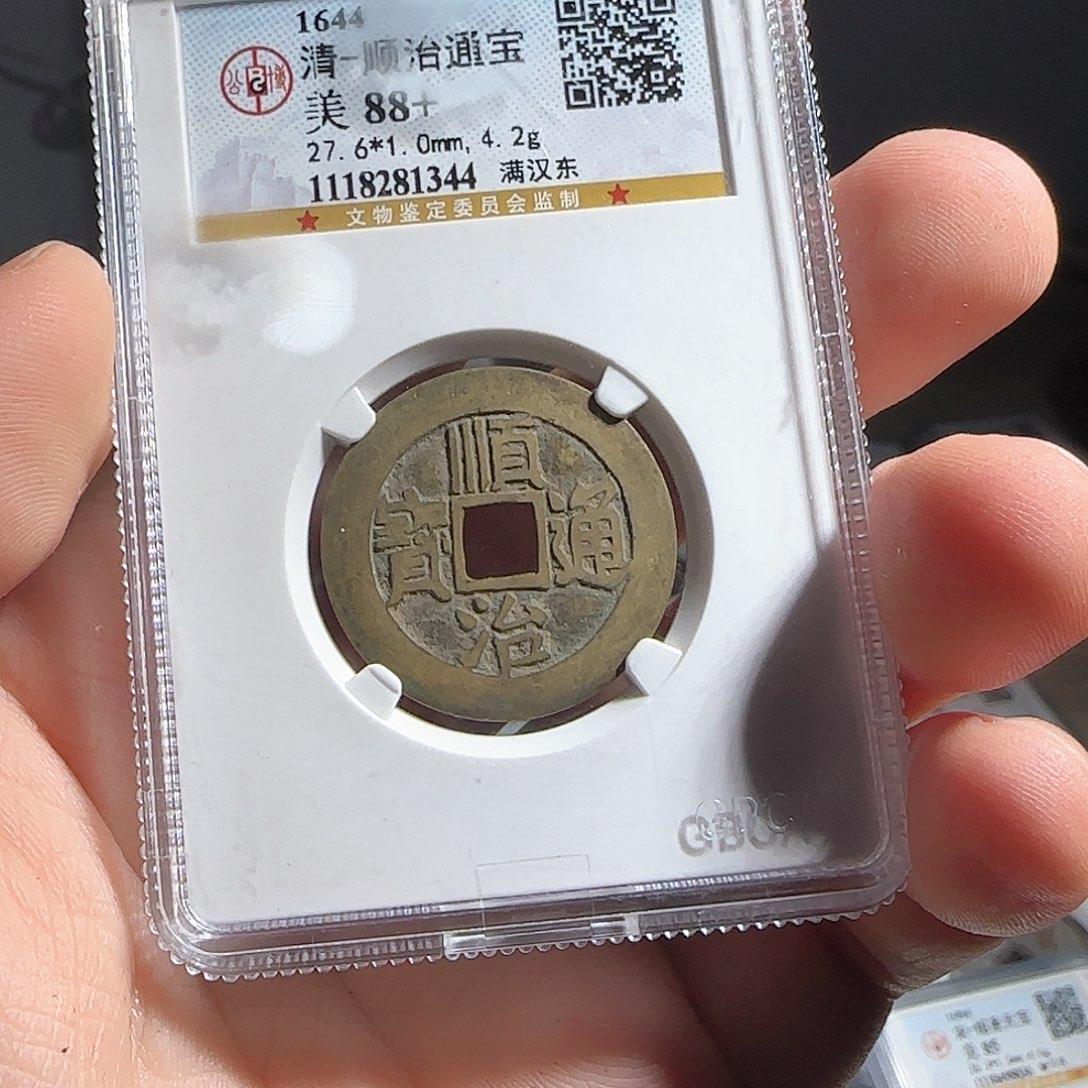 1644
清-顺治通宝
美 88+
27.6*1.0mm, 4.2g
1118281344 满汉东
★ 文物鉴定委员会监制 ★
順
寶 通
治